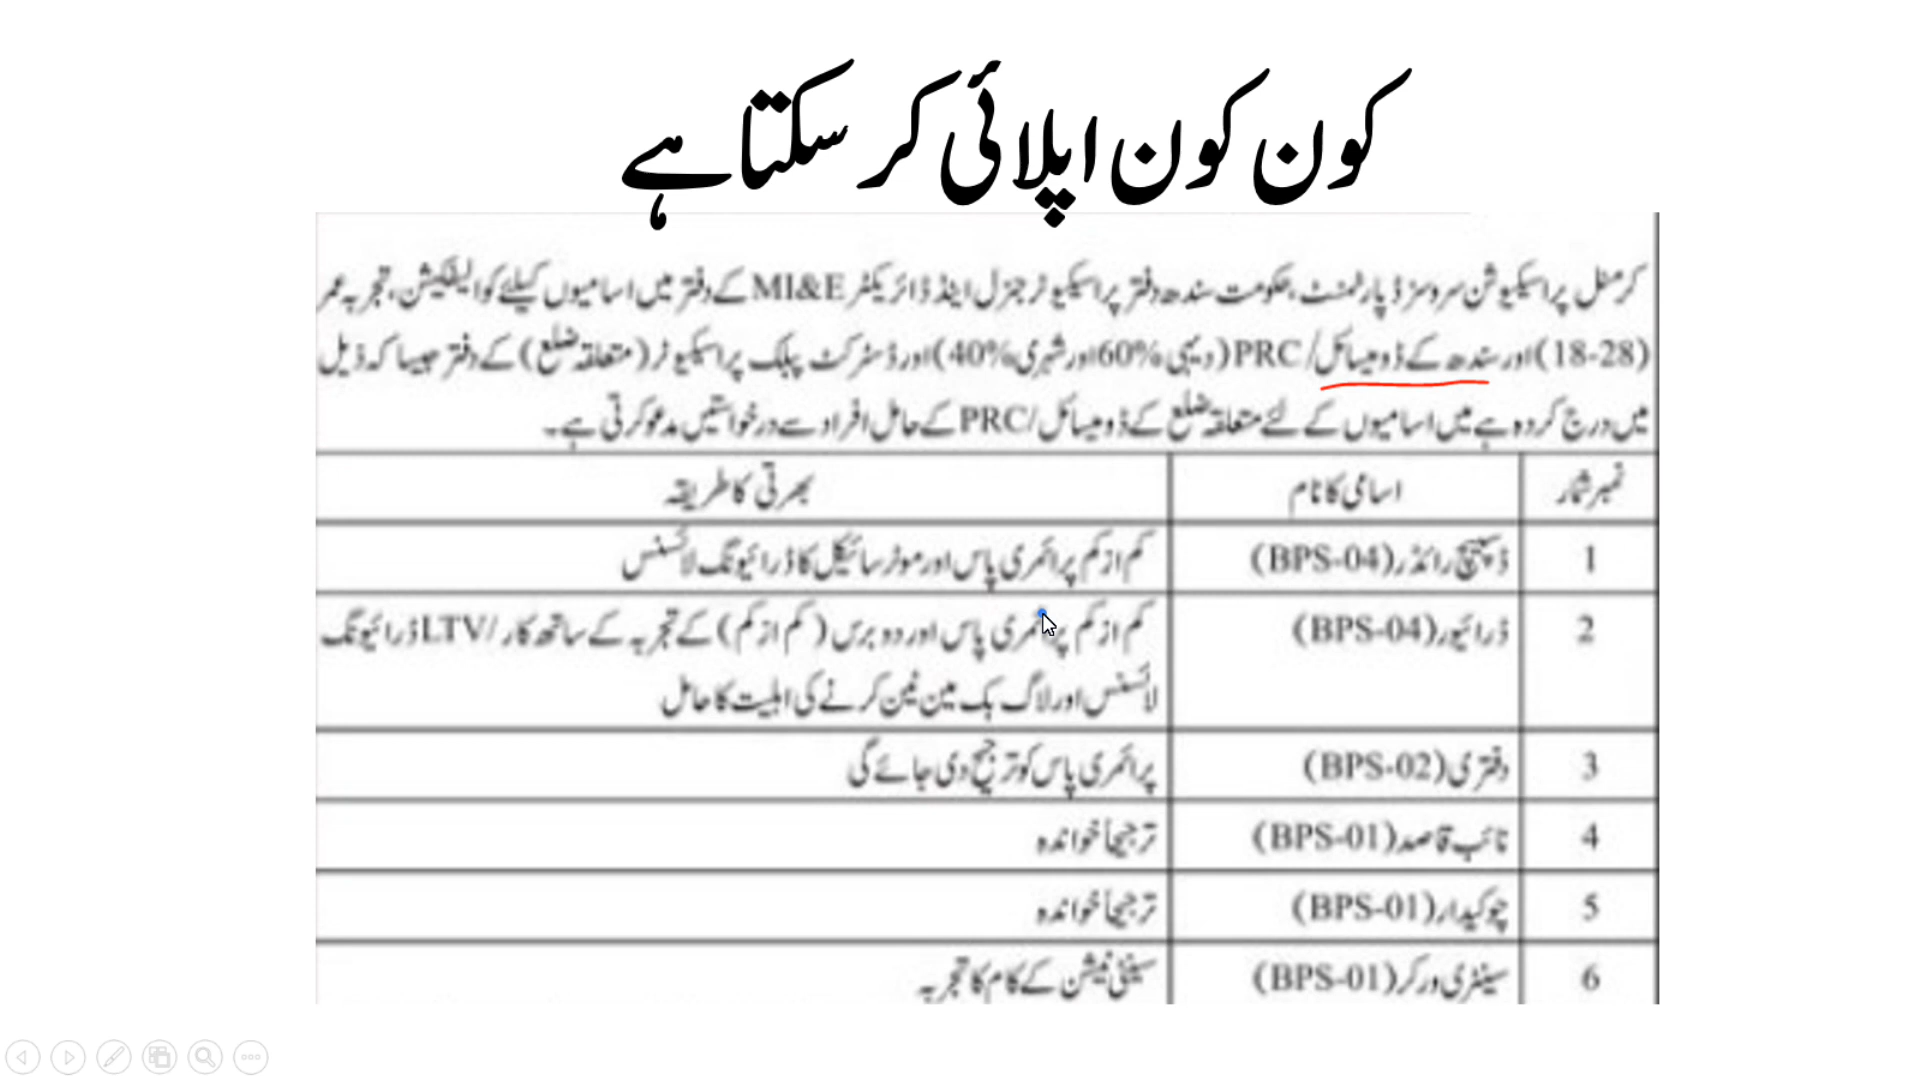 کون کون اپلائی کر سکتا ہے
کرمنل پراسیکیوشن سروسز ڈپارٹمنٹ، حکومت سندھ دفتر پراسیکیوٹر جنرل اینڈ ڈائریکٹر MI&E کے دفتر میں اسامیوں کیلئے کوالیفکیشن، تجربہ عمر
(18-28) اور سندھ کے ڈومیسائل/PRC (دیہی 60% اور شہری 40%) اور ڈسٹرکٹ پبلک پراسیکیوٹر (متعلقہ ضلع) کے دفتر جیسا کہ ذیل
میں درج کردہ ہے میں اسامیوں کے لئے متعلقہ ضلع کے ڈومیسائل/PRC کے حامل افراد سے درخواستیں مدعو کرتی ہے۔
نمبر شمار اسامی کا نام بھرتی کا طریقہ
1 ڈسپیچ رائڈر (BPS-04) کم از کم پرائمری پاس اور موٹر سائیکل کا ڈرائیونگ لائسنس
2 ڈرائیور (BPS-04) کم از کم پرائمری پاس اور دو برس (کم از کم) کے تجربہ کے ساتھ کار/LTV ڈرائیونگ
لائسنس اور لاگ بک مین ٹین کرنے کی اہلیت کا حامل
3 دفتری (BPS-02) پرائمری پاس کو ترجیح دی جائے گی
4 نائب قاصد (BPS-01) ترجیحاً خواندہ
5 چوکیدار (BPS-01) ترجیحاً خواندہ
6 سینٹری ورکر (BPS-01) سینی ٹیشن کے کام کا تجربہ